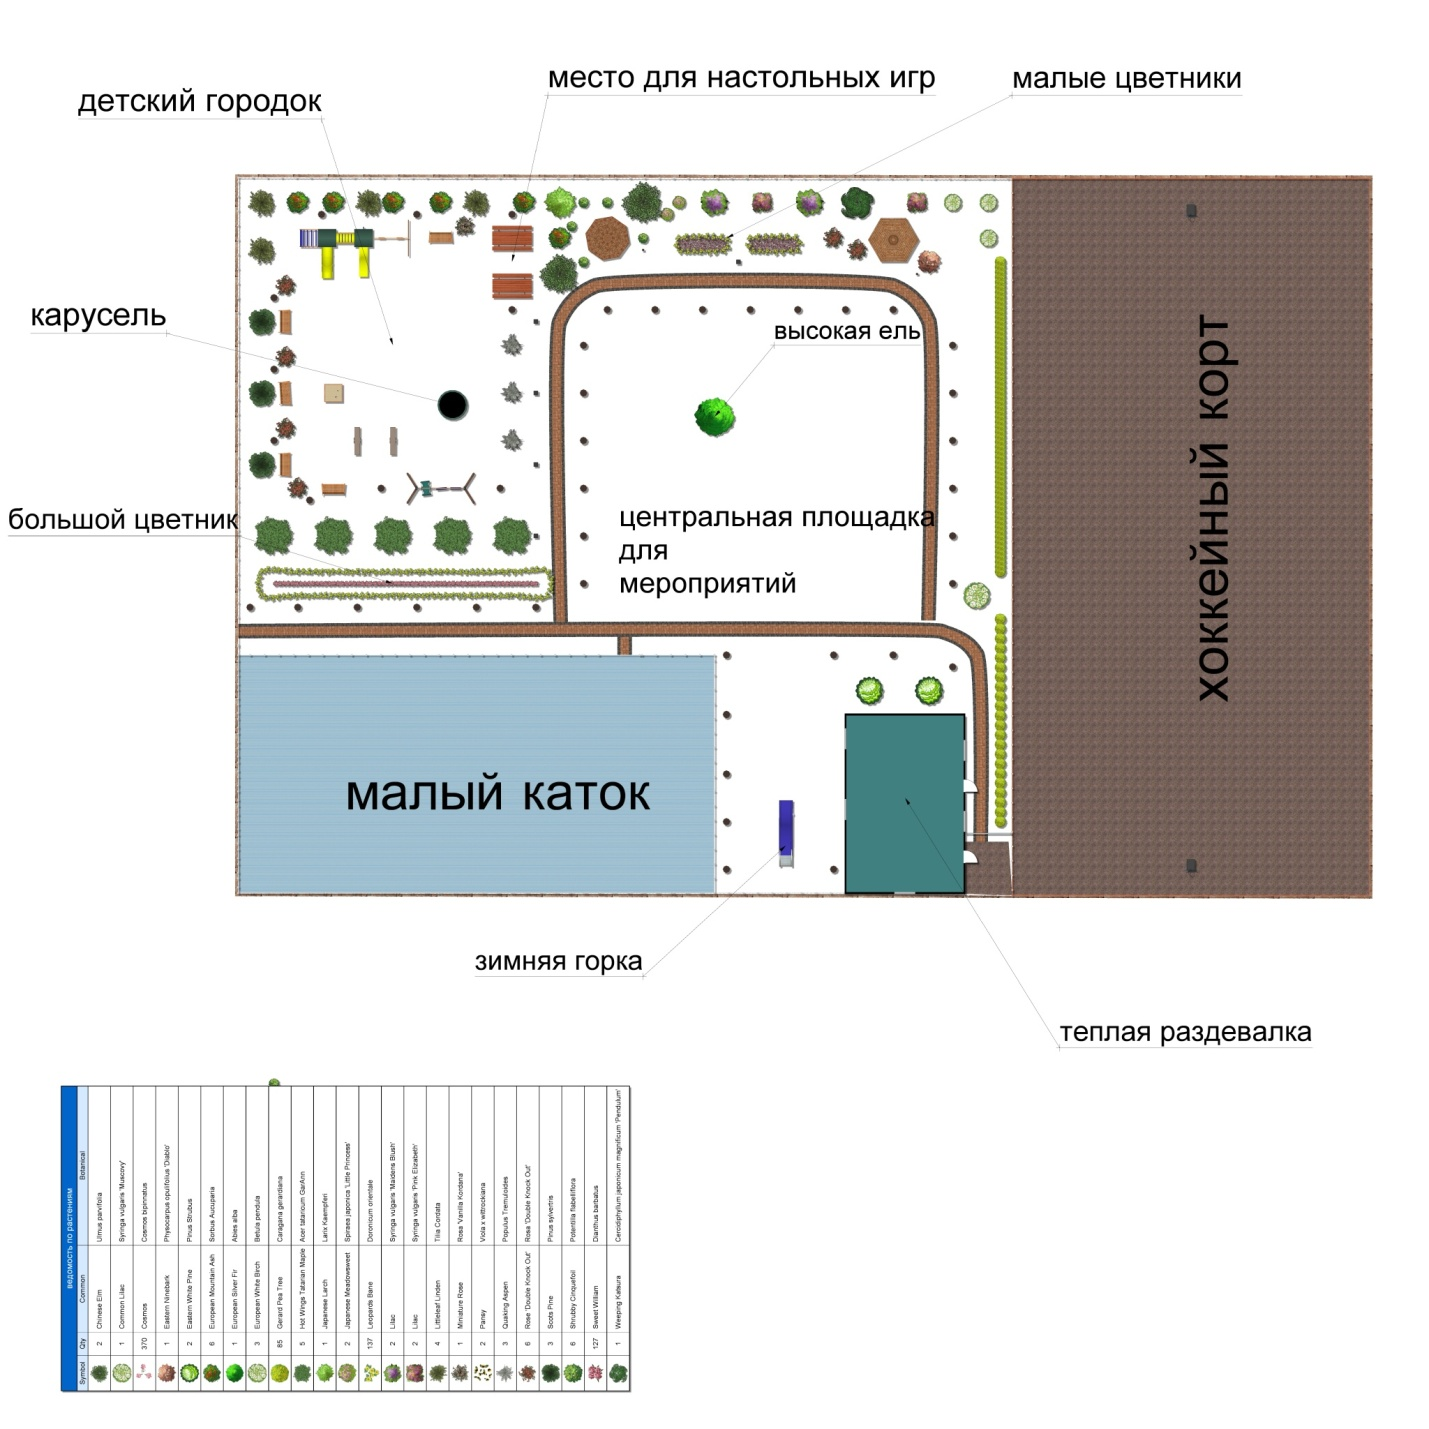 место для настольных игр
малые цветники
детский городок
карусель
высокая ель
большой цветник
центральная площадка
для
мероприятий
хоккейный корт
малый каток
зимняя горка
теплая раздевалка
ведомость по растениям
Symbol Qty Common Botanical
2 Chinese Elm Ulmus parvifolia
1 Common Lilac Syringa vulgaris 'Muscovy'
370 Cosmos Cosmos bipinnatus
1 Eastern Ninebark Physocarpus opulifolius 'Diablo'
2 Eastern White Pine Pinus Strubus
6 European Mountain Ash Sorbus Aucuparia
1 European Silver Fir Abies alba
3 European White Birch Betula pendula
85 Gerard Pea Tree Caragana gerardiana
5 Hot Wings Tatarian Maple Acer tataricum GarAnn
1 Japanese Larch Larix Kaempferi
2 Japanese Meadowsweet Spiraea japonica 'Little Princess'
137 Leopards Bane Doronicum orientale
2 Lilac Syringa vulgaris 'Maidens Blush'
2 Lilac Syringa vulgaris 'Pink Elizabeth'
4 Littleleaf Linden Tilia Cordata
1 Miniature Rose Rosa 'Vanilla Kordana'
2 Pansy Viola x wittrockiana
3 Quaking Aspen Populus Tremuloides
6 Rose 'Double Knock Out' Rosa 'Double Knock Out'
3 Scots Pine Pinus sylvertris
6 Shrubby Cinquefoil Potentilla flabelliflora
127 Sweet William Dianthus barbatus
1 Weeping Katsura Cercidiphyllum japonicum magnificum 'Pendulum'